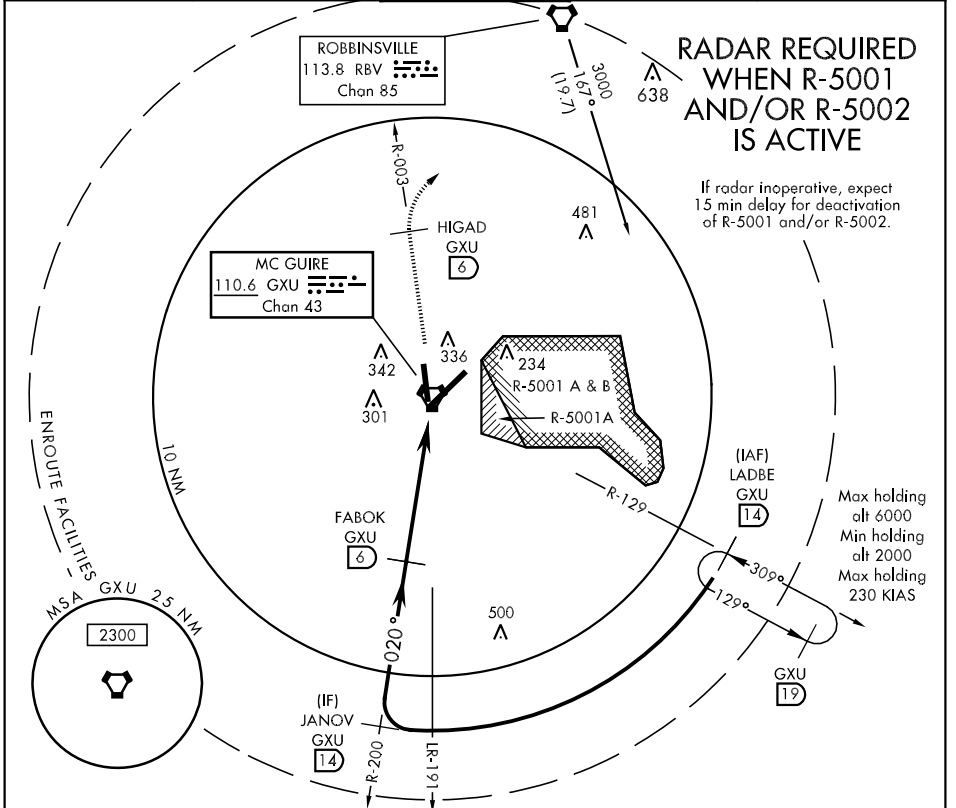 ROBBINSVILLE
113.8 RBV
Chan 85
3000
167°
(19.7)
638
RADAR REQUIRED
WHEN R-5001
AND/OR R-5002
IS ACTIVE
If radar inoperative, expect
15 min delay for deactivation
of R-5001 and/or R-5002.
R-003
481
HIGAD
GXU
6
MC GUIRE
110.6 GXU
Chan 43
342
336
234
301
R-5001 A & B
R-5001A
ENROUTE FACILITIES
10 NM
R-129
(IAF)
LADBE
GXU
14
Max holding
alt 6000
Min holding
alt 2000
Max holding
230 KIAS
FABOK
GXU
6
309°
129°
MSA GXU 25 NM
2300
020°
500
GXU
19
(IF)
JANOV
GXU
14
R-200
LR-191